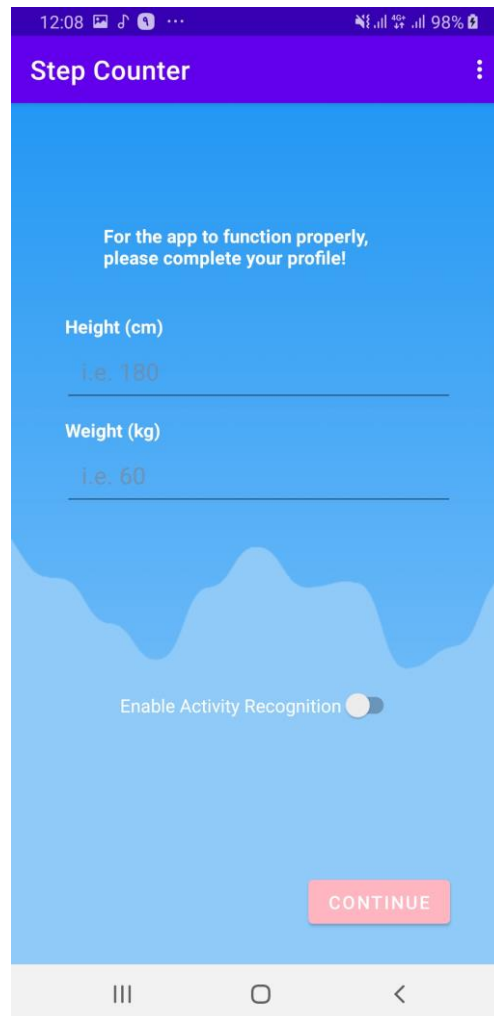 12:08
98%
Step Counter
For the app to function properly,
please complete your profile!
Height (cm)
i.e. 180
Weight (kg)
i.e. 60
Enable Activity Recognition
CONTINUE